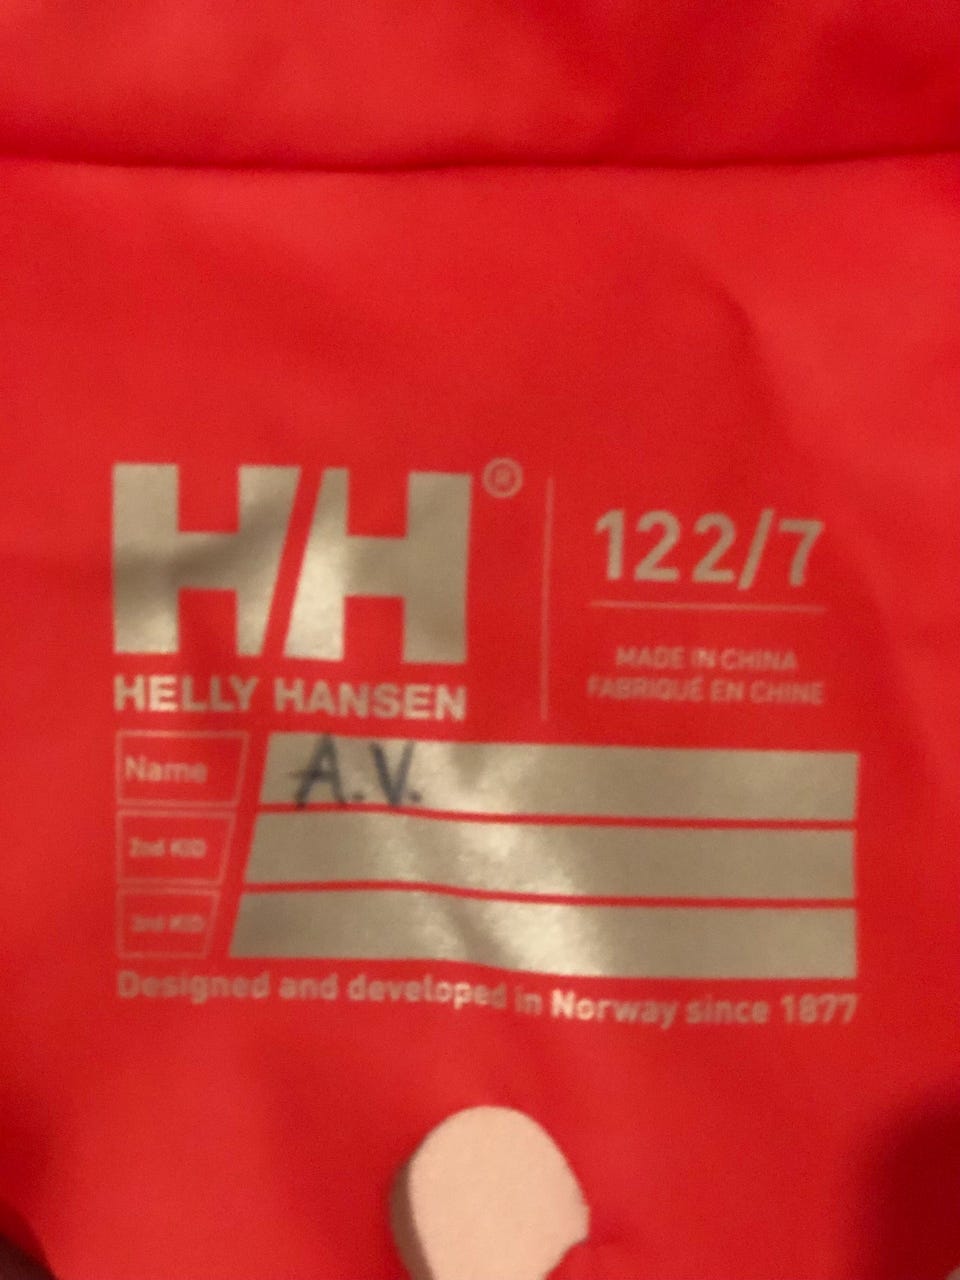 HH®
HELLY HANSEN
122/7
MADE IN CHINA
FABRIQUÉ EN CHINE
Name A.V.
2nd KID
3rd KID
Designed and developed in Norway since 1877